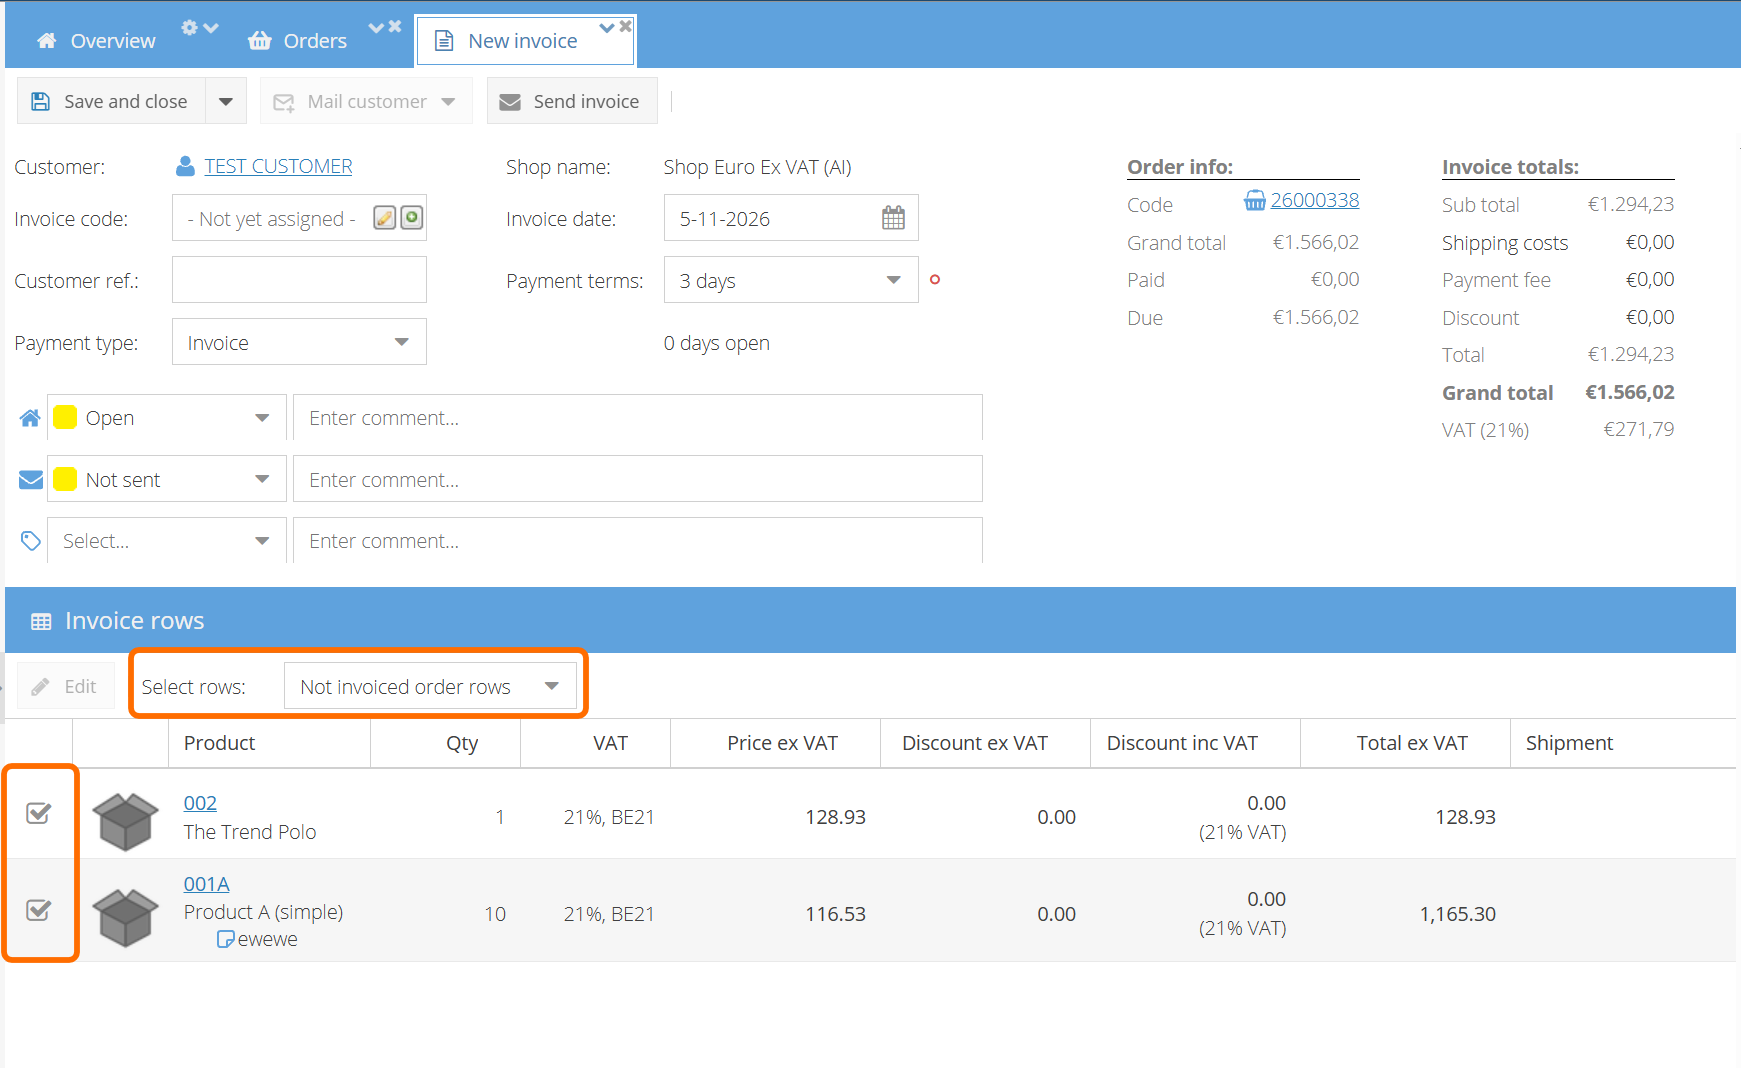 Overview
Orders
New invoice
Save and close
Mail customer
Send invoice
Customer: TEST CUSTOMER
Shop name: Shop Euro Ex VAT (AI)
Invoice code: - Not yet assigned -
Invoice date: 5-11-2026
Customer ref.:
Payment terms: 3 days
Payment type: Invoice
0 days open
Open
Enter comment...
Not sent
Enter comment...
Select...
Enter comment...
Order info:
Code 26000338
Grand total €1.566,02
Paid €0,00
Due €1.566,02
Invoice totals:
Sub total €1.294,23
Shipping costs €0,00
Payment fee €0,00
Discount €0,00
Total €1.294,23
Grand total €1.566,02
VAT (21%) €271,79
Invoice rows
Edit
Select rows: Not invoiced order rows
Product Qty VAT Price ex VAT Discount ex VAT Discount inc VAT Total ex VAT Shipment
002
The Trend Polo
1 21%, BE21 128.93 0.00 0.00 128.93
(21% VAT)
001A
Product A (simple)
ewewe
10 21%, BE21 116.53 0.00 0.00 1,165.30
(21% VAT)